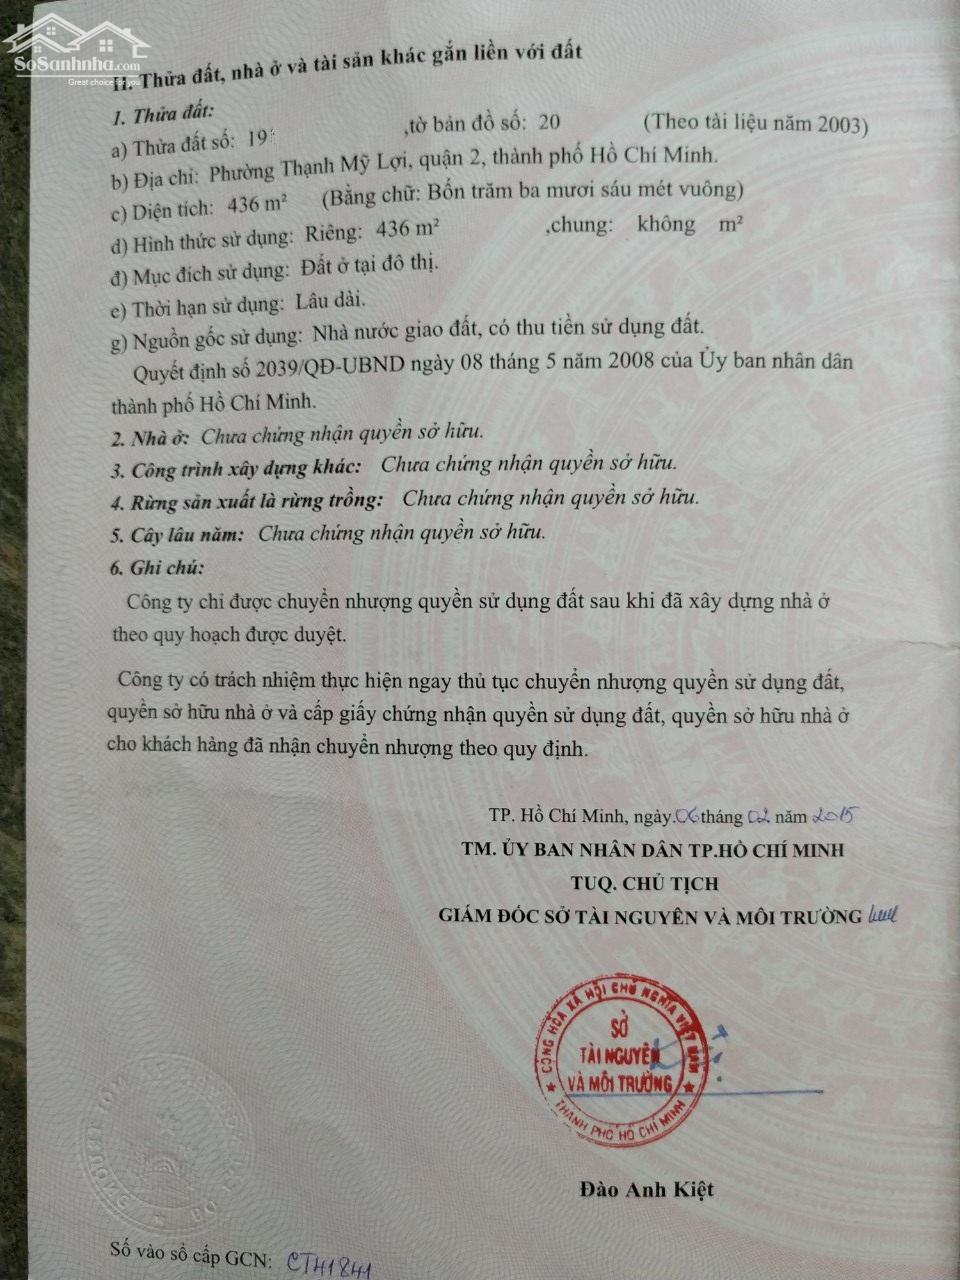 SoSanhnha.com
Great choice for you
II. Thửa đất, nhà ở và tài sản khác gắn liền với đất
1. Thửa đất:
a) Thửa đất số: 19 ,tờ bản đồ số: 20 (Theo tài liệu năm 2003)
b) Địa chỉ: Phường Thạnh Mỹ Lợi, quận 2, thành phố Hồ Chí Minh.
c) Diện tích: 436 m² (Bằng chữ: Bốn trăm ba mươi sáu mét vuông)
d) Hình thức sử dụng: Riêng: 436 m² ,chung: không m²
đ) Mục đích sử dụng: Đất ở tại đô thị.
e) Thời hạn sử dụng: Lâu dài.
g) Nguồn gốc sử dụng: Nhà nước giao đất, có thu tiền sử dụng đất.
Quyết định số 2039/QĐ-UBND ngày 08 tháng 5 năm 2008 của Ủy ban nhân dân
thành phố Hồ Chí Minh.
2. Nhà ở: Chưa chứng nhận quyền sở hữu.
3. Công trình xây dựng khác: Chưa chứng nhận quyền sở hữu.
4. Rừng sản xuất là rừng trồng: Chưa chứng nhận quyền sở hữu.
5. Cây lâu năm: Chưa chứng nhận quyền sở hữu.
6. Ghi chú:
Công ty chỉ được chuyển nhượng quyền sử dụng đất sau khi đã xây dựng nhà ở
theo quy hoạch được duyệt.
Công ty có trách nhiệm thực hiện ngay thủ tục chuyển nhượng quyền sử dụng đất,
quyền sở hữu nhà ở và cấp giấy chứng nhận quyền sử dụng đất, quyền sở hữu nhà ở
cho khách hàng đã nhận chuyển nhượng theo quy định.
TP. Hồ Chí Minh, ngày.06 tháng 02 năm 2015
TM. ỦY BAN NHÂN DÂN TP.HỒ CHÍ MINH
TUQ. CHỦ TỊCH
GIÁM ĐỐC SỞ TÀI NGUYÊN VÀ MÔI TRƯỜNG
CỘNG HÒA XÃ HỘI CHỦ NGHĨA VIỆT NAM
SỞ
TÀI NGUYÊN
VÀ MÔI TRƯỜNG
THÀNH PHỐ HỒ CHÍ MINH
Đào Anh Kiệt
Số vào sổ cấp GCN: CT41841